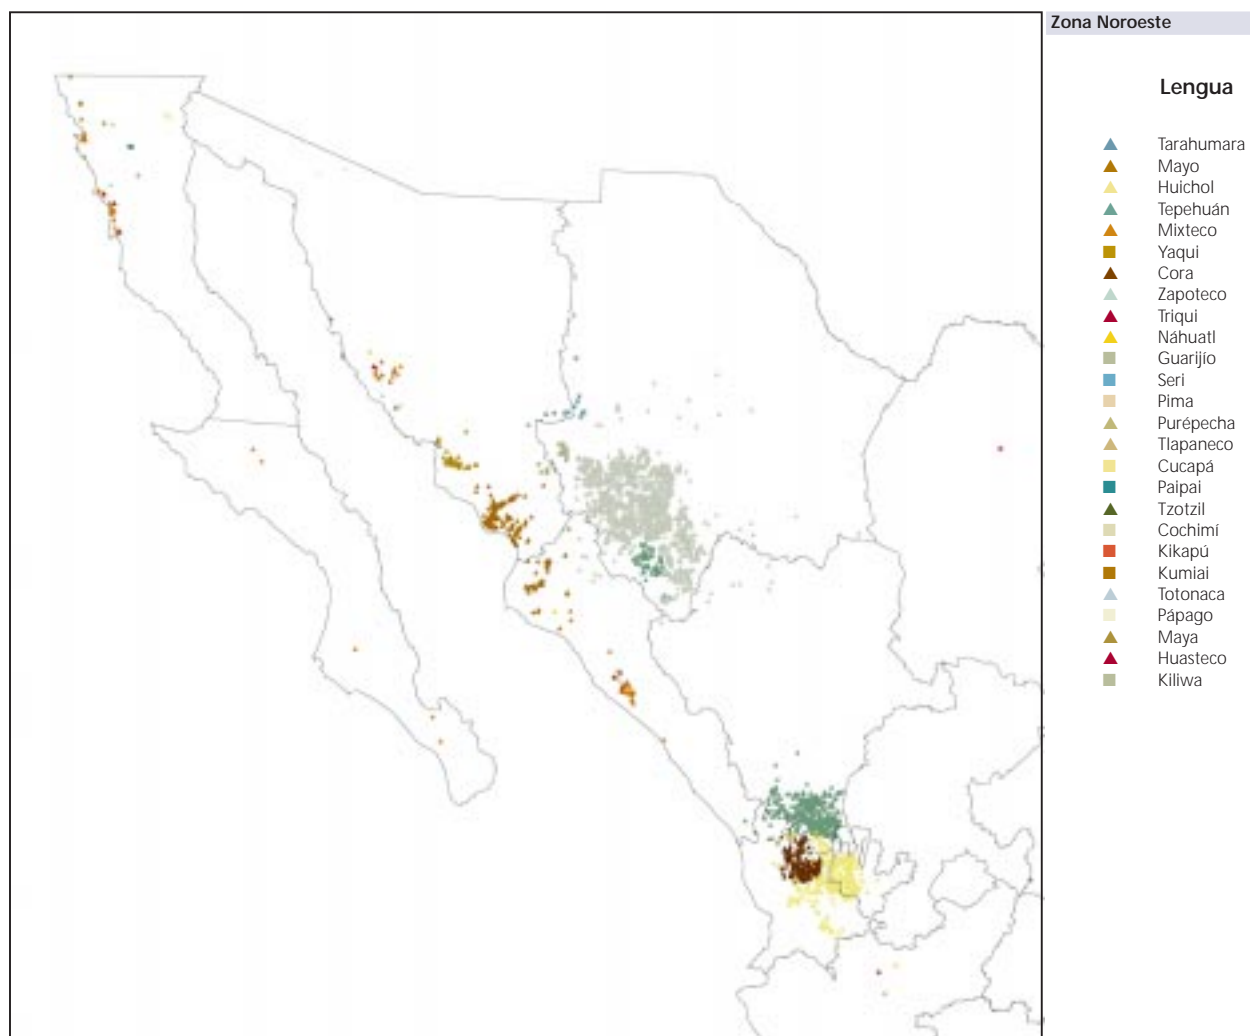 Zona Noroeste
Lengua
Tarahumara
Mayo
Huichol
Tepehuán
Mixteco
Yaqui
Cora
Zapoteco
Triqui
Náhuatl
Guarijío
Seri
Pima
Purépecha
Tlapaneco
Cucapá
Paipai
Tzotzil
Cochimí
Kikapú
Kumiai
Totonaca
Pápago
Maya
Huasteco
Kiliwa